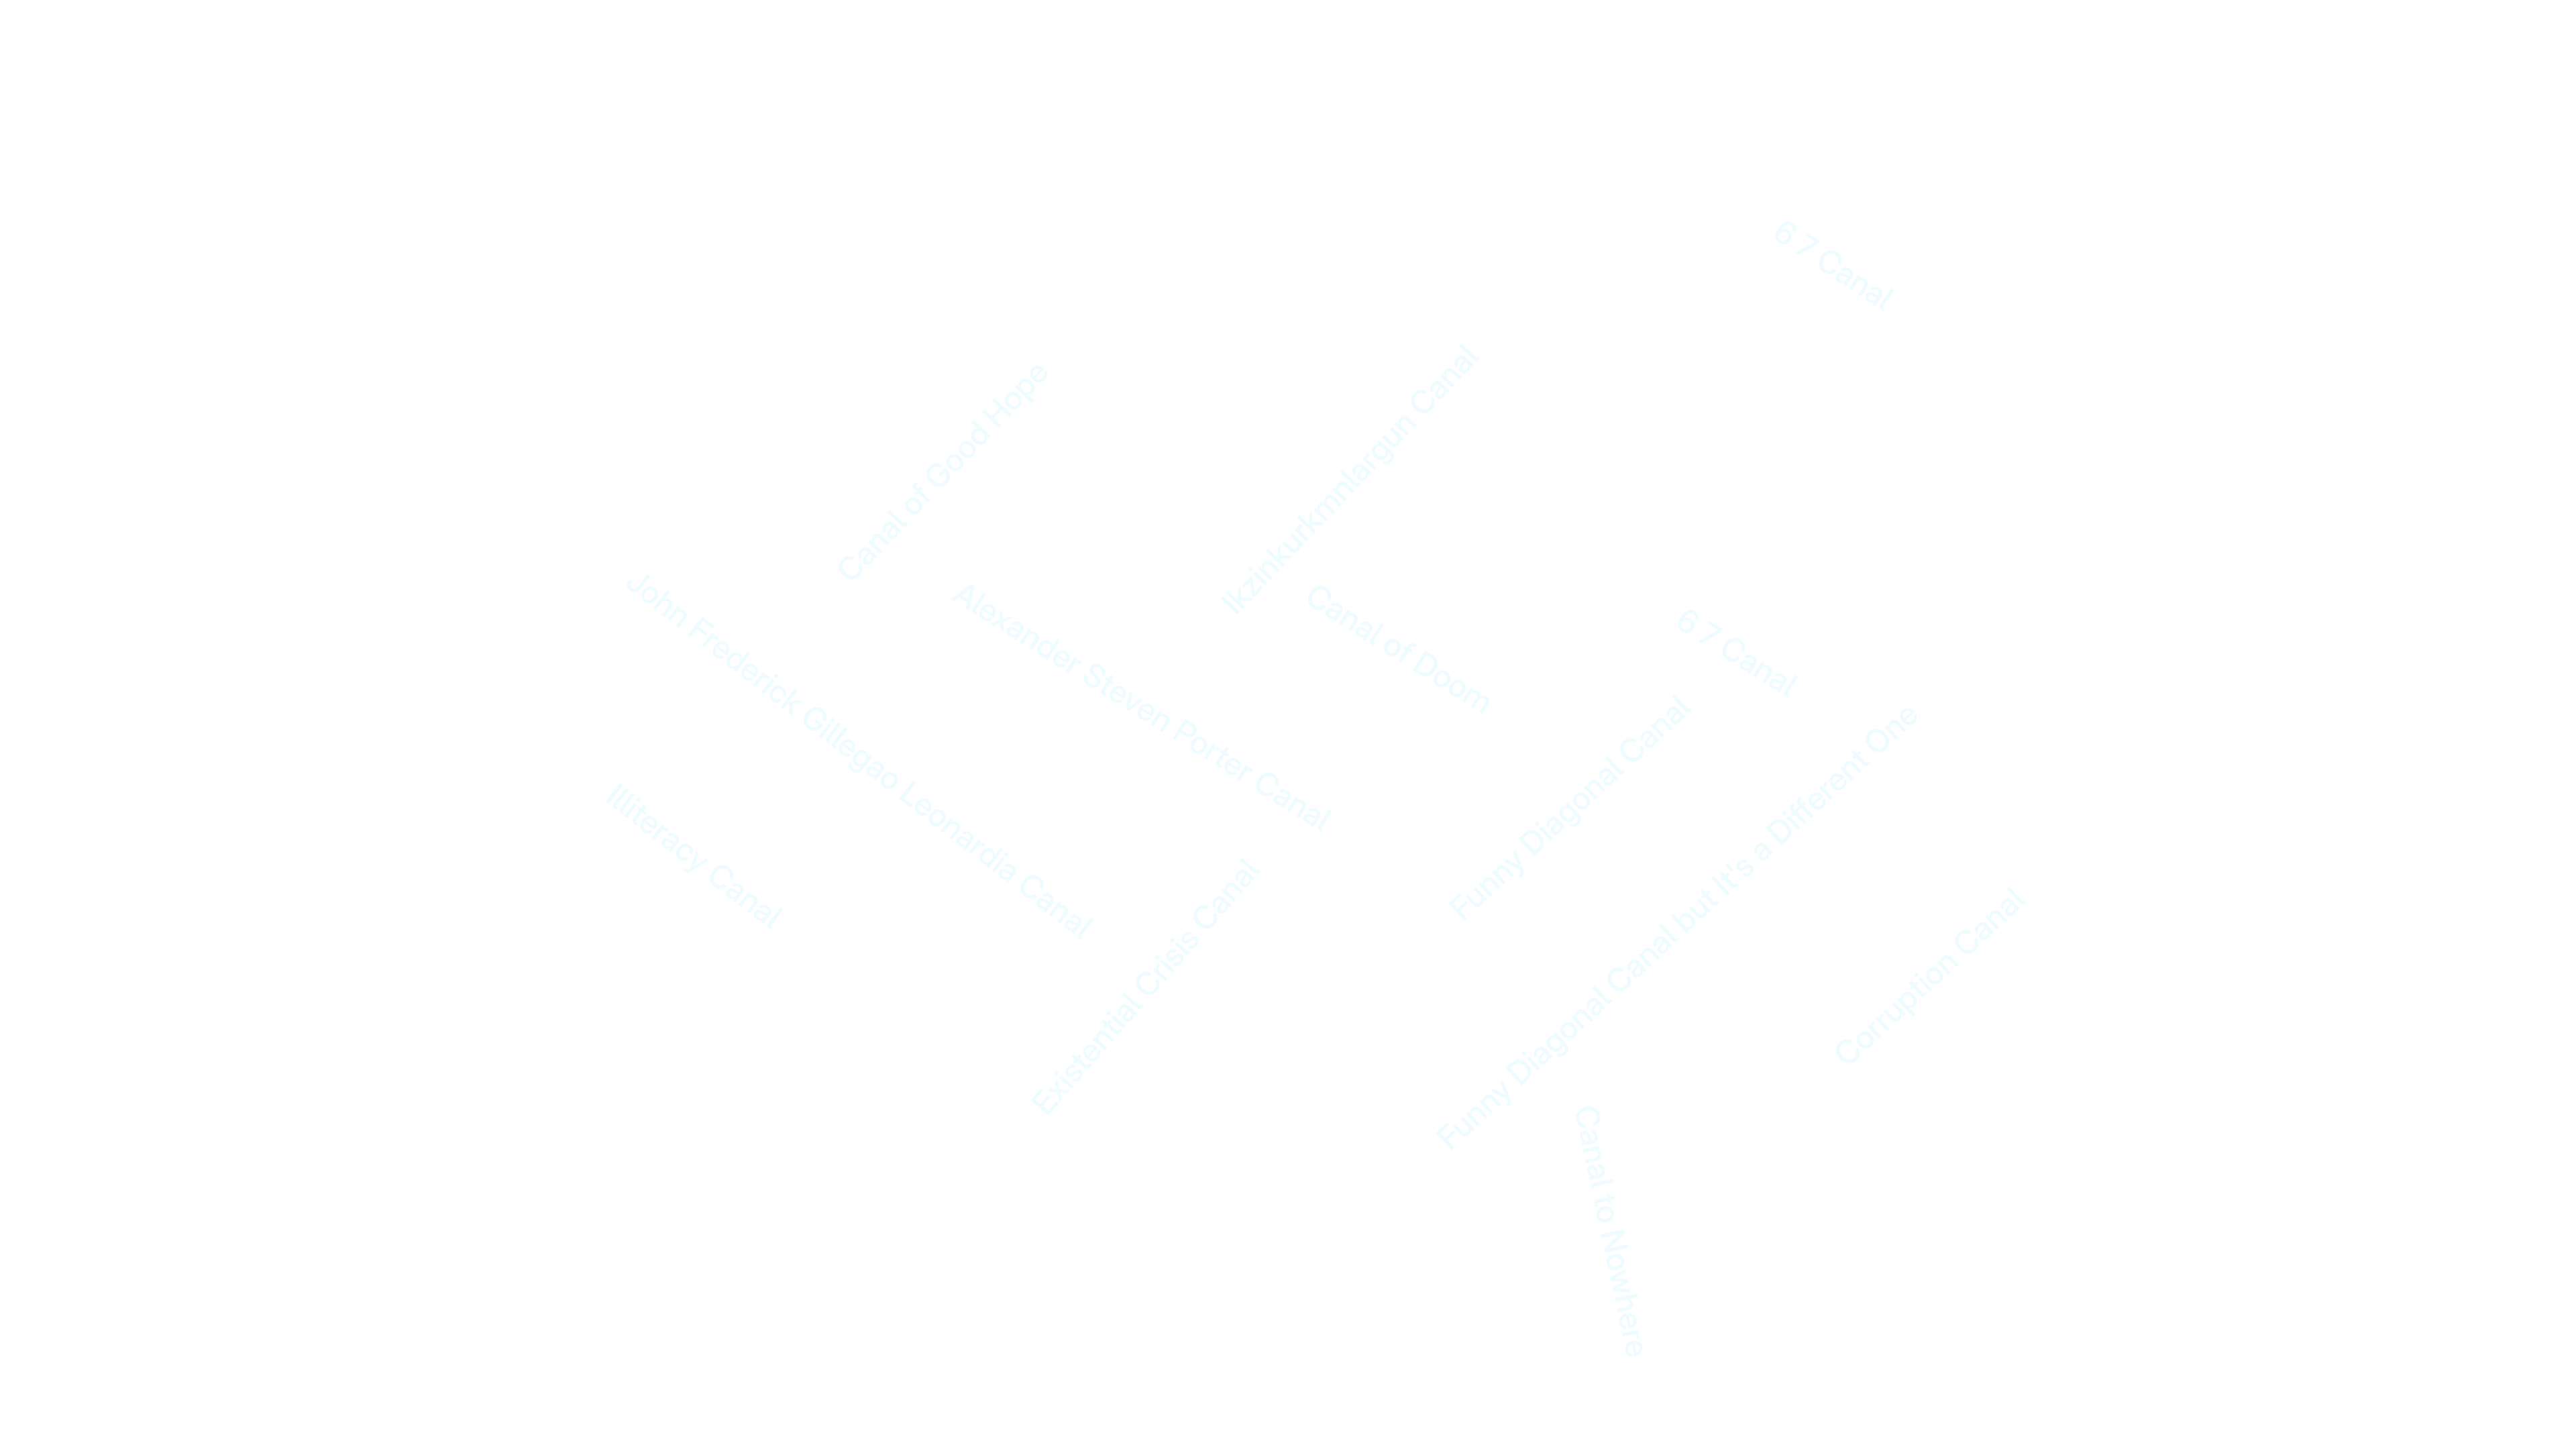 6 7 Canal
Canal of Good Hope
Ikzinkurkmnlargun Canal
John Frederick Gillegao Leonardia Canal
Alexander Steven Porter Canal
Canal of Doom
6 7 Canal
Funny Diagonal Canal
Funny Diagonal Canal but It's a Different One
Illiteracy Canal
Existential Crisis Canal
Corruption Canal
Canal to Nowhere